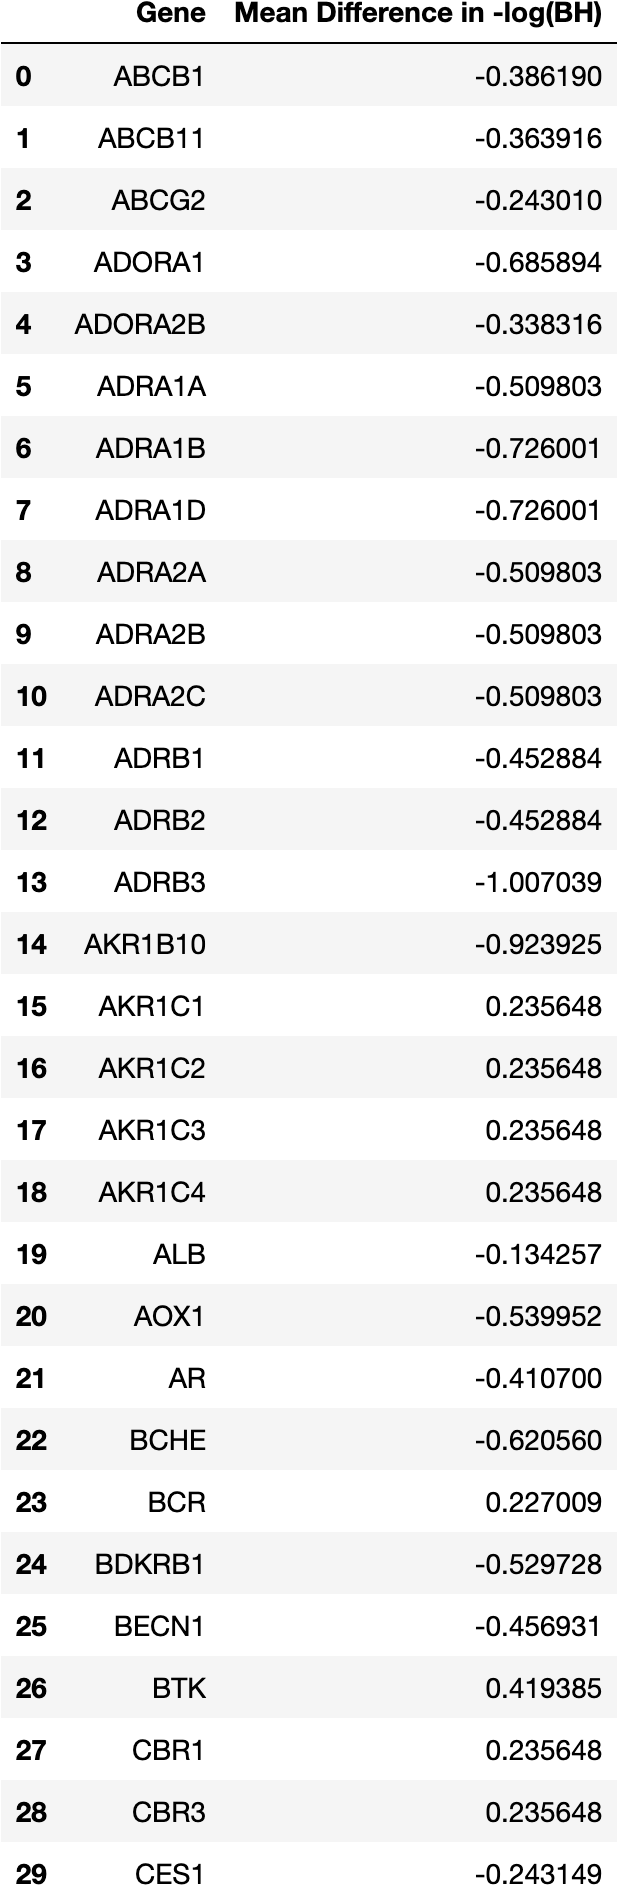 Gene Mean Difference in -log(BH)
0 ABCB1 -0.386190
1 ABCB11 -0.363916
2 ABCG2 -0.243010
3 ADORA1 -0.685894
4 ADORA2B -0.338316
5 ADRA1A -0.509803
6 ADRA1B -0.726001
7 ADRA1D -0.726001
8 ADRA2A -0.509803
9 ADRA2B -0.509803
10 ADRA2C -0.509803
11 ADRB1 -0.452884
12 ADRB2 -0.452884
13 ADRB3 -1.007039
14 AKR1B10 -0.923925
15 AKR1C1 0.235648
16 AKR1C2 0.235648
17 AKR1C3 0.235648
18 AKR1C4 0.235648
19 ALB -0.134257
20 AOX1 -0.539952
21 AR -0.410700
22 BCHE -0.620560
23 BCR 0.227009
24 BDKRB1 -0.529728
25 BECN1 -0.456931
26 BTK 0.419385
27 CBR1 0.235648
28 CBR3 0.235648
29 CES1 -0.243149